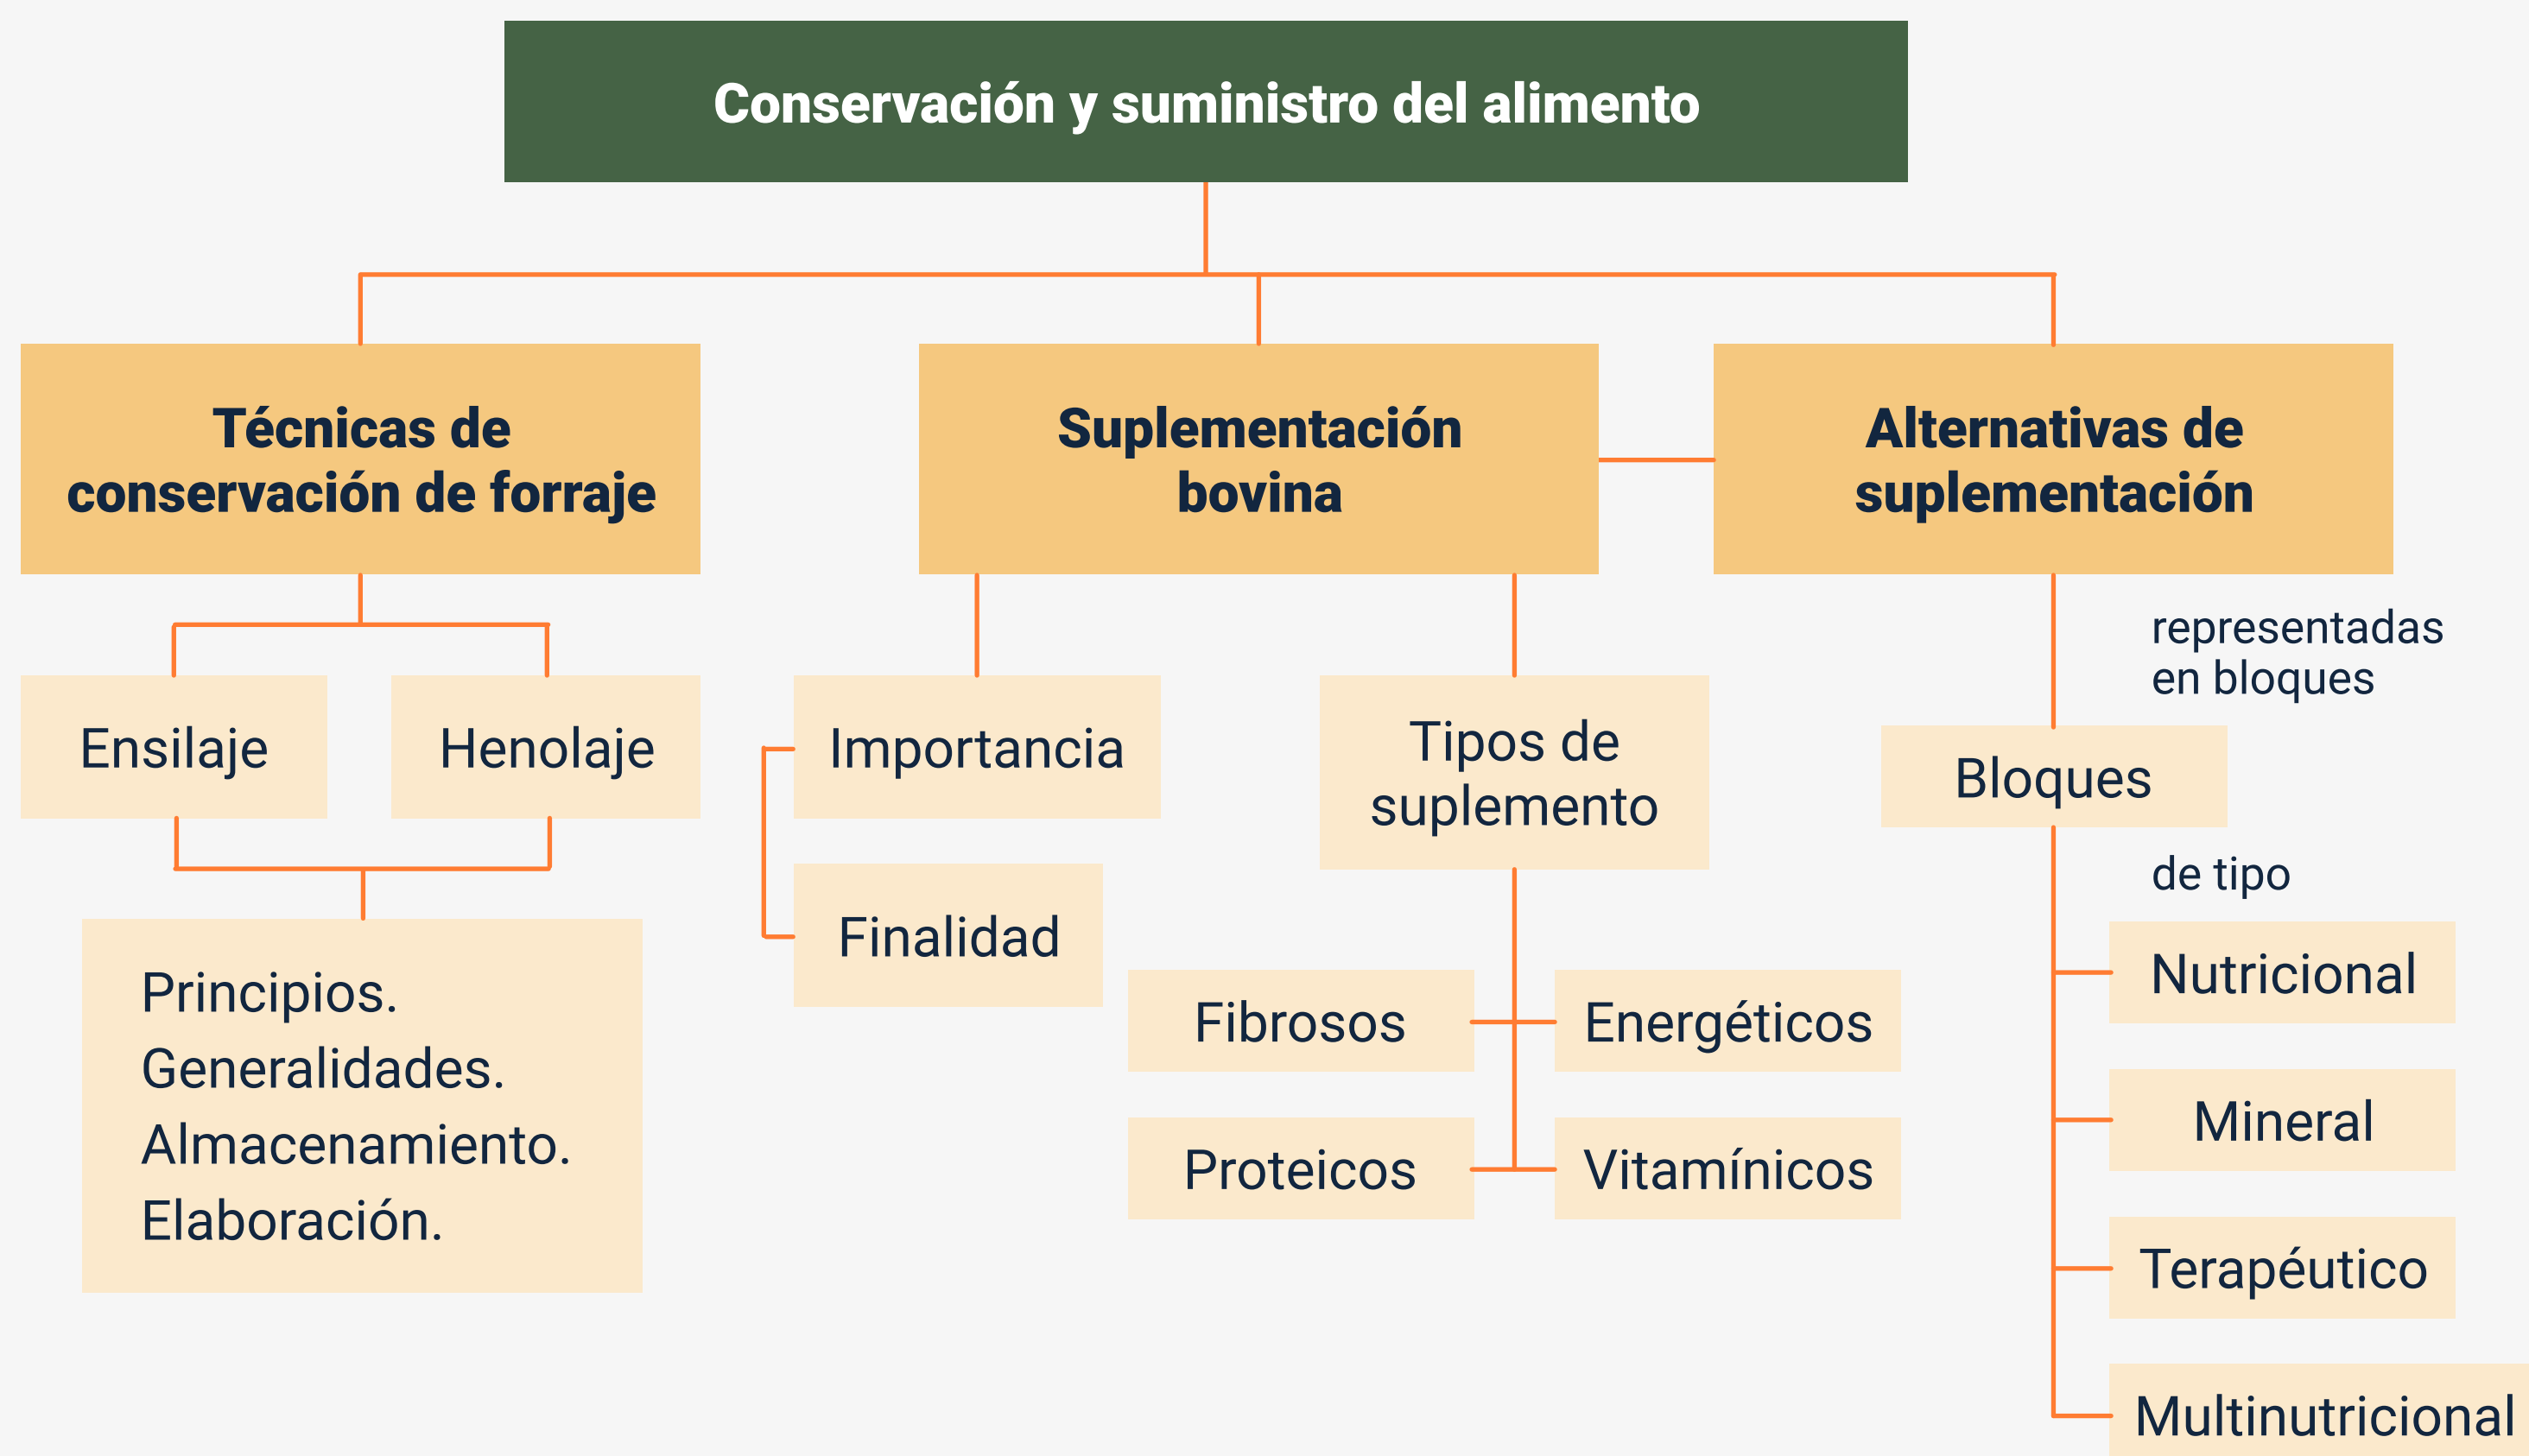 Conservación y suministro del alimento
Técnicas de
conservación de forraje
Suplementación
bovina
Alternativas de
suplementación
representadas
en bloques
Ensilaje
Henolaje
Importancia
Tipos de
suplemento
Bloques
de tipo
Finalidad
Principios.
Generalidades.
Almacenamiento.
Elaboración.
Fibrosos
Energéticos
Proteicos
Vitamínicos
Nutricional
Mineral
Terapéutico
Multinutricional